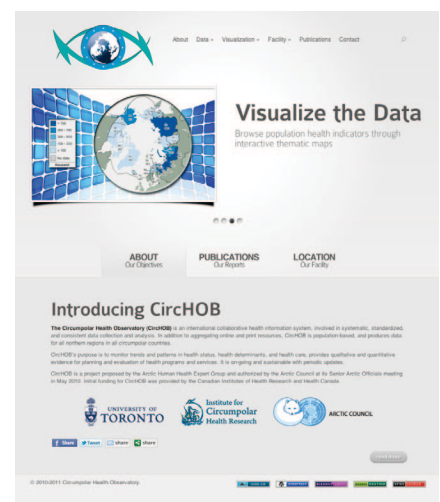 About Data Visualization Facility Publications Contact
Visualize the Data
Browse population health indicators through
interactive thematic maps
ABOUT PUBLICATIONS LOCATION
Our Objectives Our Reports Our Facility
Introducing CircHOB
The Circumpolar Health Observatory (CircHOB) is an international collaborative health information system, involved in systematic, standardized,
and consistent data collection and analysis. In addition to aggregating online and print resources, CircHOB is population-based, and produces data
for all northern regions in all circumpolar countries.
CircHOB's purpose is to monitor trends and patterns in health status, health determinants, and health care, provides qualitative and quantitative
evidence for planning and evaluation of health programs and services. It is on-going and sustainable with periodic updates.
CircHOB is a project proposed by the Arctic Human Health Expert Group and authorized by the Arctic Council at its Senior Arctic Officials meeting
in May 2010. Initial funding for CircHOB was provided by the Canadian Institutes of Health Research and Health Canada.
UNIVERSITY OF
TORONTO
Institute for
Circumpolar
Health Research
ARCTIC COUNCIL
Share Tweet share share
© 2010-2011 Circumpolar Health Observatory